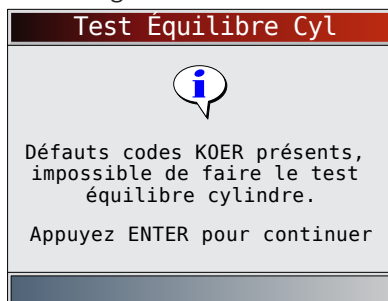 Test Équilibre Cyl
Défauts codes KOER présents,
impossible de faire le test
équilibre cylindre.
Appuyez ENTER pour continuer